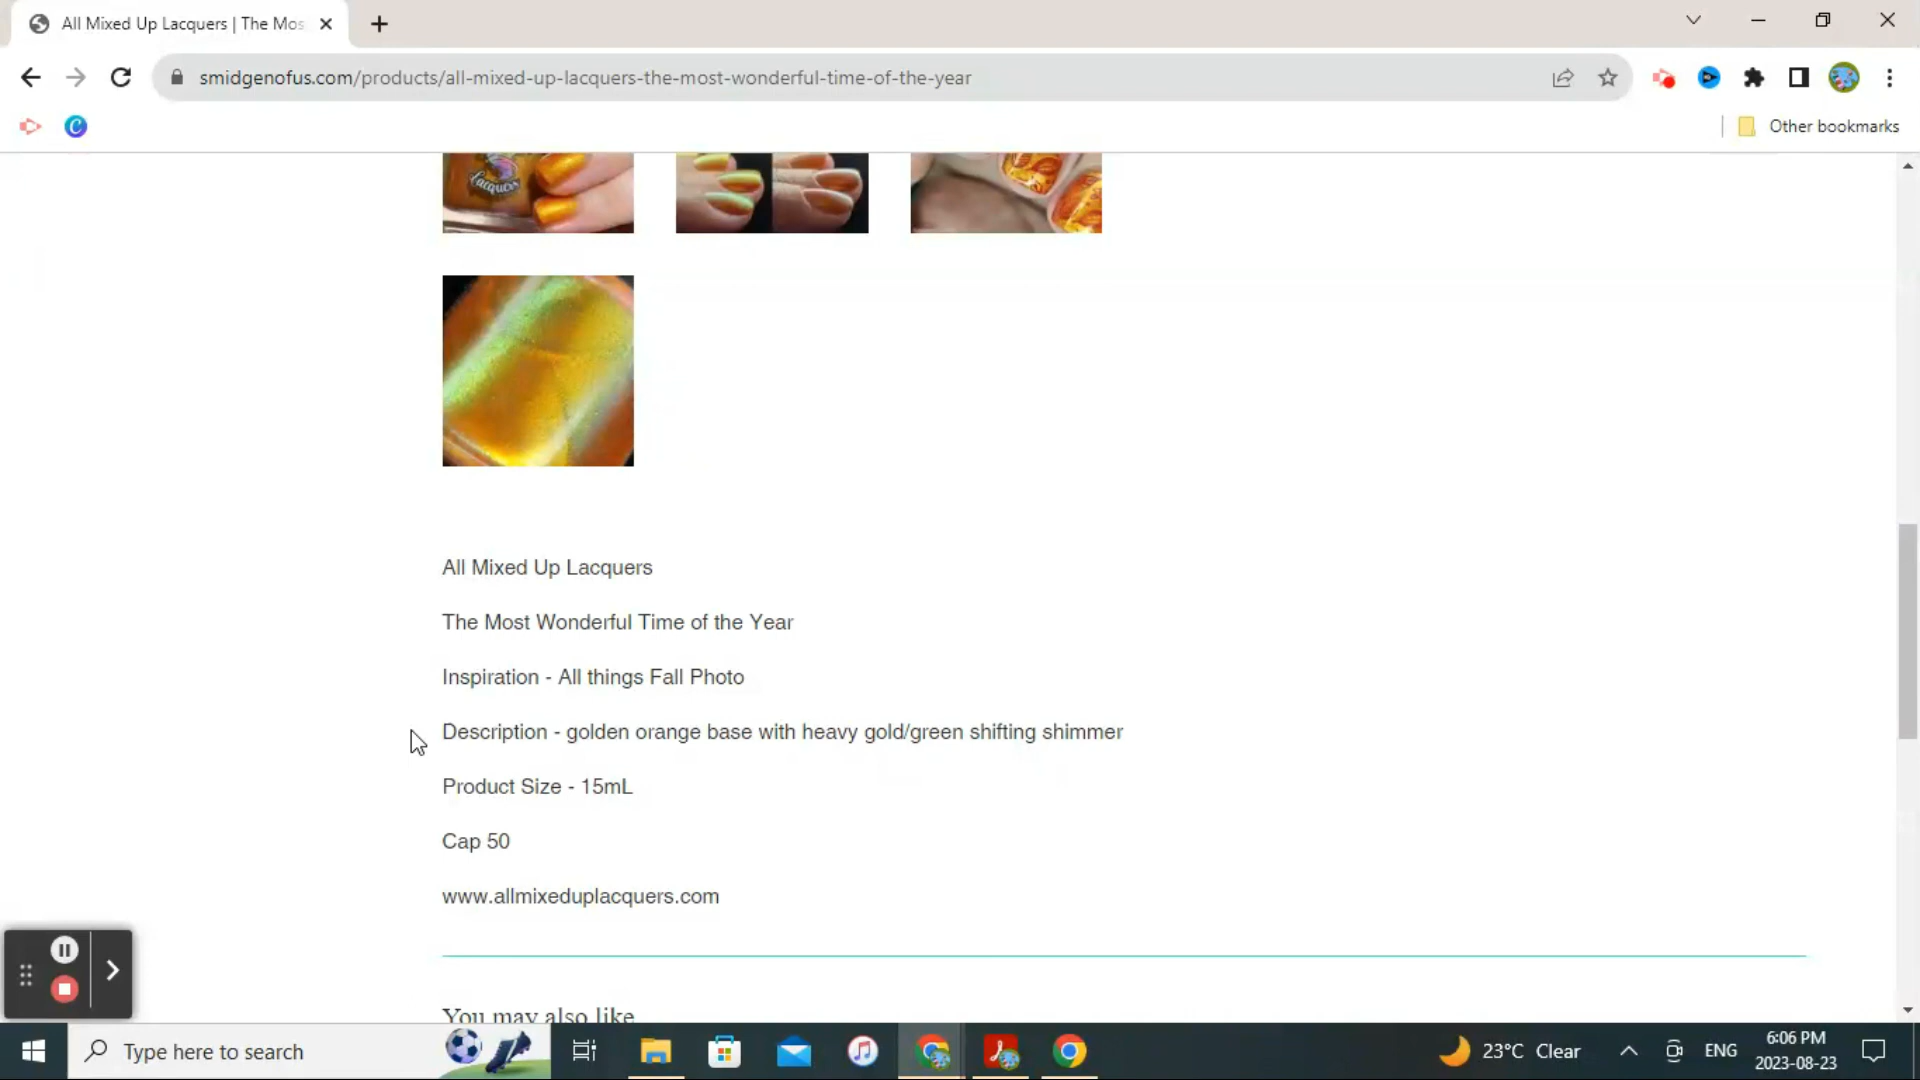 All Mixed Up Lacquers | The Mos
smidgenofus.com/products/all-mixed-up-lacquers-the-most-wonderful-time-of-the-year
Other bookmarks
Lacquers
All Mixed Up Lacquers
The Most Wonderful Time of the Year
Inspiration - All things Fall Photo
Description - golden orange base with heavy gold/green shifting shimmer
Product Size - 15mL
Cap 50
www.allmixeduplacquers.com
You may also like
Type here to search
23°C Clear
ENG
6:06 PM
2023-08-23